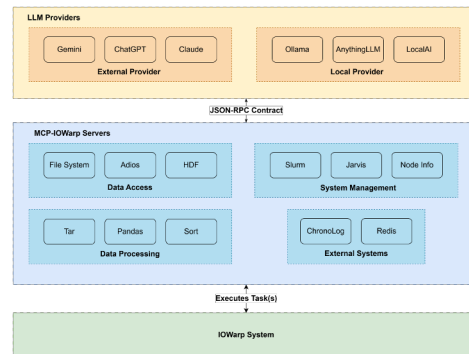 LLM Providers
Gemini ChatGPT Claude
External Provider
Ollama AnythingLLM LocalAI
Local Provider
JSON-RPC Contract
MCP-IOWarp Servers
File System Adios HDF
Data Access
Slurm Jarvis Node Info
System Management
Tar Pandas Sort
Data Processing
ChronoLog Redis
External Systems
Executes Task(s)
IOWarp System